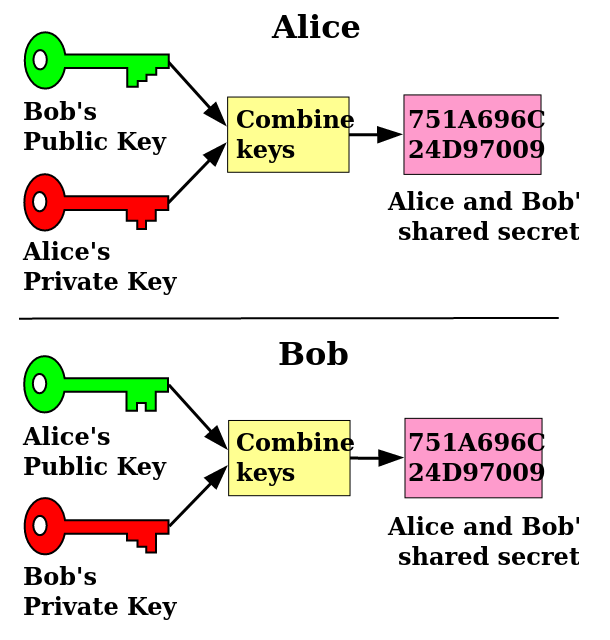 Alice
Bob's
Public Key
Combine
keys
751A696C
24D97009
Alice's
Private Key
Alice and Bob'
shared secret
Bob
Alice's
Public Key
Combine
keys
751A696C
24D97009
Bob's
Private Key
Alice and Bob'
shared secret